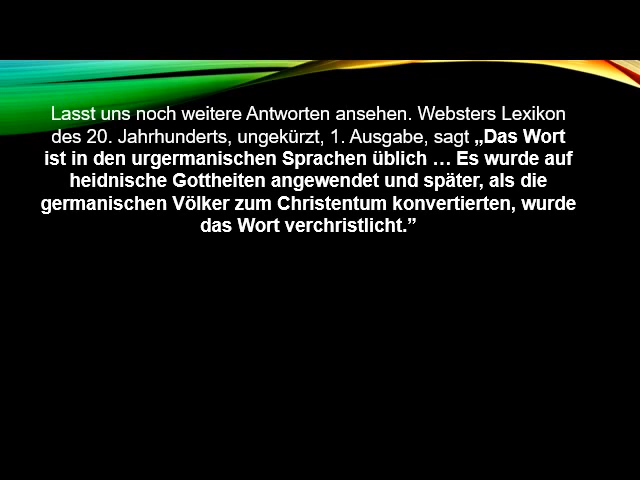 Lasst uns noch weitere Antworten ansehen. Websters Lexikon
des 20. Jahrhunderts, ungekürzt, 1. Ausgabe, sagt „Das Wort
ist in den urgermanischen Sprachen üblich … Es wurde auf
heidnische Gottheiten angewendet und später, als die
germanischen Völker zum Christentum konvertierten, wurde
das Wort verchristlicht.”